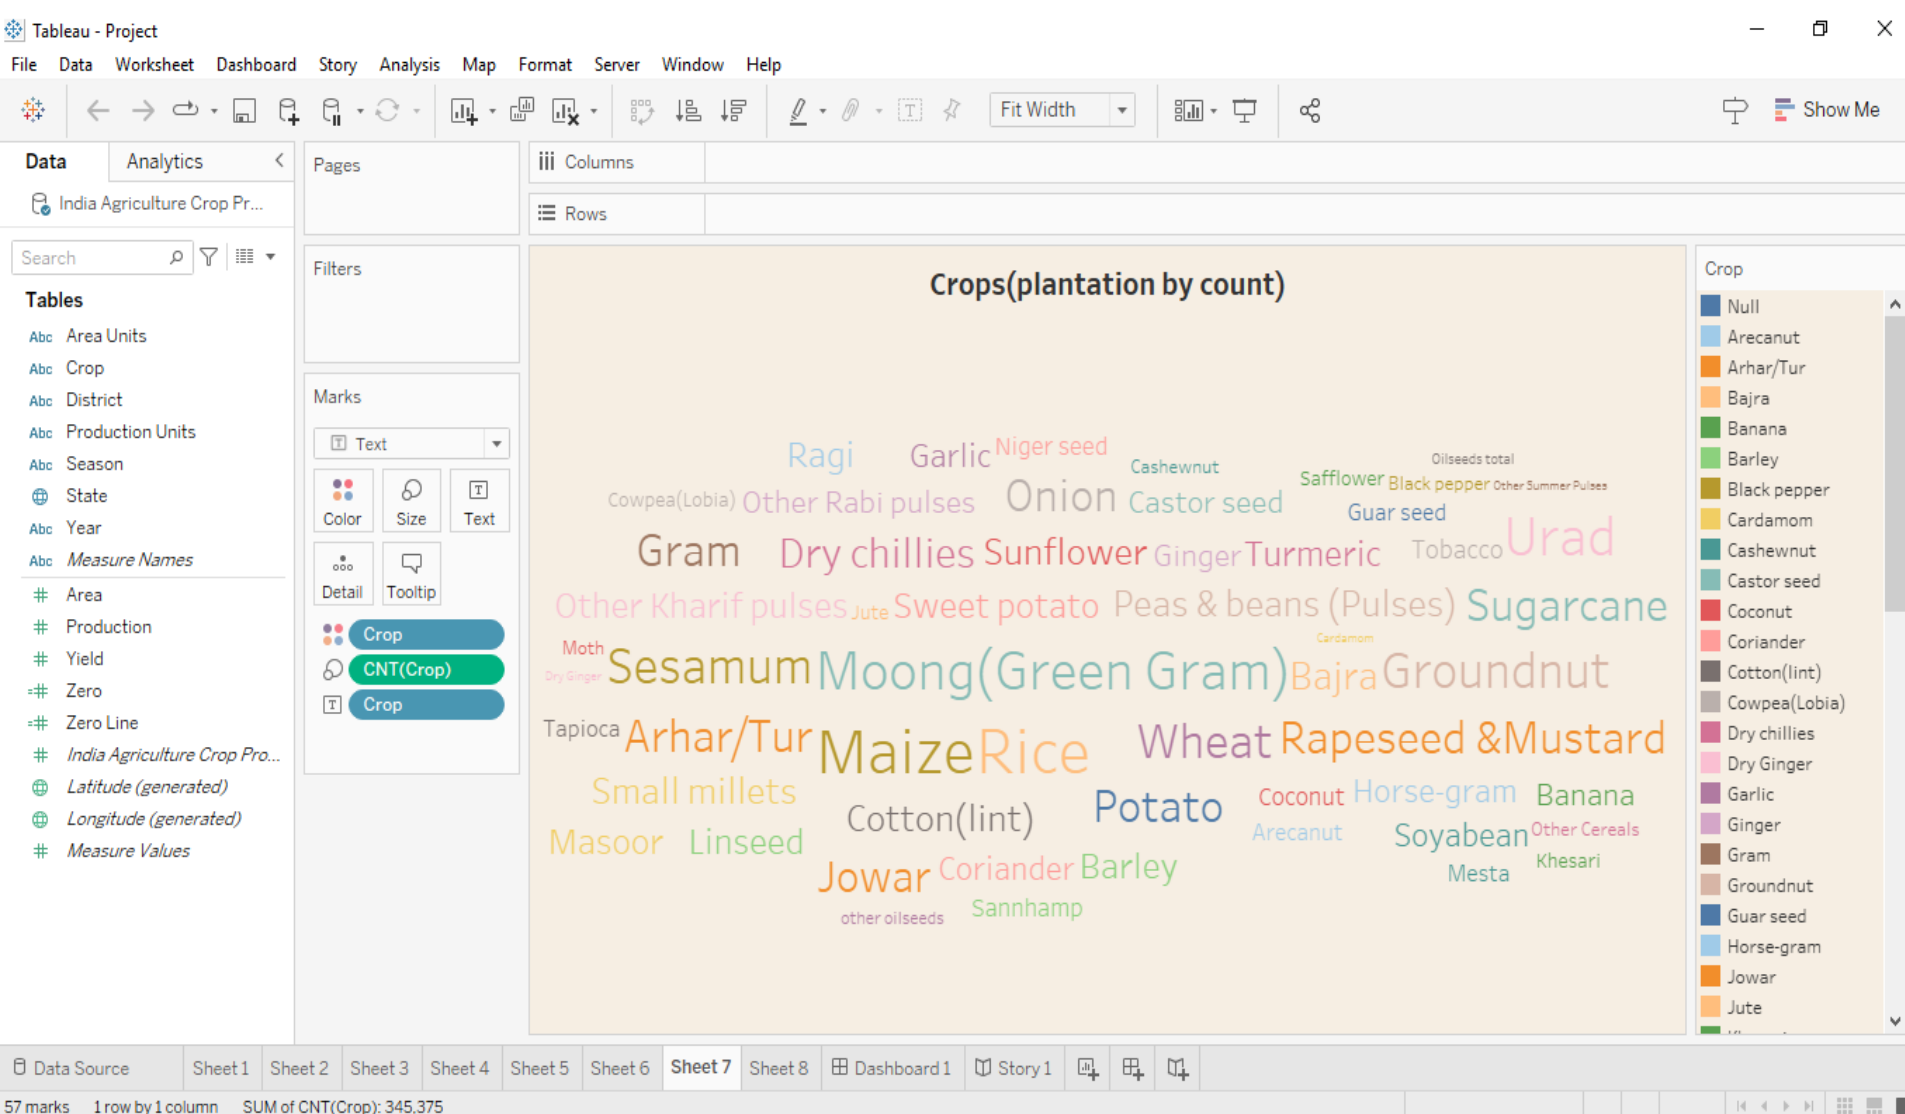 Tableau - Project
File Data Worksheet Dashboard Story Analysis Map Format Server Window Help
Fit Width
Show Me
Data Analytics
India Agriculture Crop Pr...
Search
Tables
Abc Area Units
Abc Crop
Abc District
Abc Production Units
Abc Season
State
Abc Year
Abc Measure Names
# Area
# Production
# Yield
=# Zero
=# Zero Line
# India Agriculture Crop Pro...
Latitude (generated)
Longitude (generated)
# Measure Values
Pages
Filters
Marks
T Text
Color Size Text
Detail Tooltip
Crop
CNT(Crop)
Crop
Columns
Rows
Crops(plantation by count)
Ragi Garlic Niger seed
Cashewnut
Oilseeds total
Safflower Black pepper Other Summer Pulses
Cowpea(Lobia) Other Rabi pulses Onion Castor seed
Guar seed
Gram Dry chillies Sunflower Ginger Turmeric Tobacco Urad
Other Kharif pulses Jute Sweet potato Peas & beans (Pulses) Sugarcane
Cardamom
Moth
Dry Ginger Sesamum Moong(Green Gram) Bajra Groundnut
Tapioca Arhar/Tur Maize Rice Wheat Rapeseed &Mustard
Small millets Cotton(lint) Potato Coconut Horse-gram Banana
Masoor Linseed Arecanut Soyabean Other Cereals
Khesari
Jowar Coriander Barley Mesta
other oilseeds Sannhamp
Crop
Null
Arecanut
Arhar/Tur
Bajra
Banana
Barley
Black pepper
Cardamom
Cashewnut
Castor seed
Coconut
Coriander
Cotton(lint)
Cowpea(Lobia)
Dry chillies
Dry Ginger
Garlic
Ginger
Gram
Groundnut
Guar seed
Horse-gram
Jowar
Jute
Data Source Sheet 1 Sheet 2 Sheet 3 Sheet 4 Sheet 5 Sheet 6 Sheet 7 Sheet 8 Dashboard 1 Story 1
57 marks 1 row by 1 column SUM of CNT(Crop): 345,375